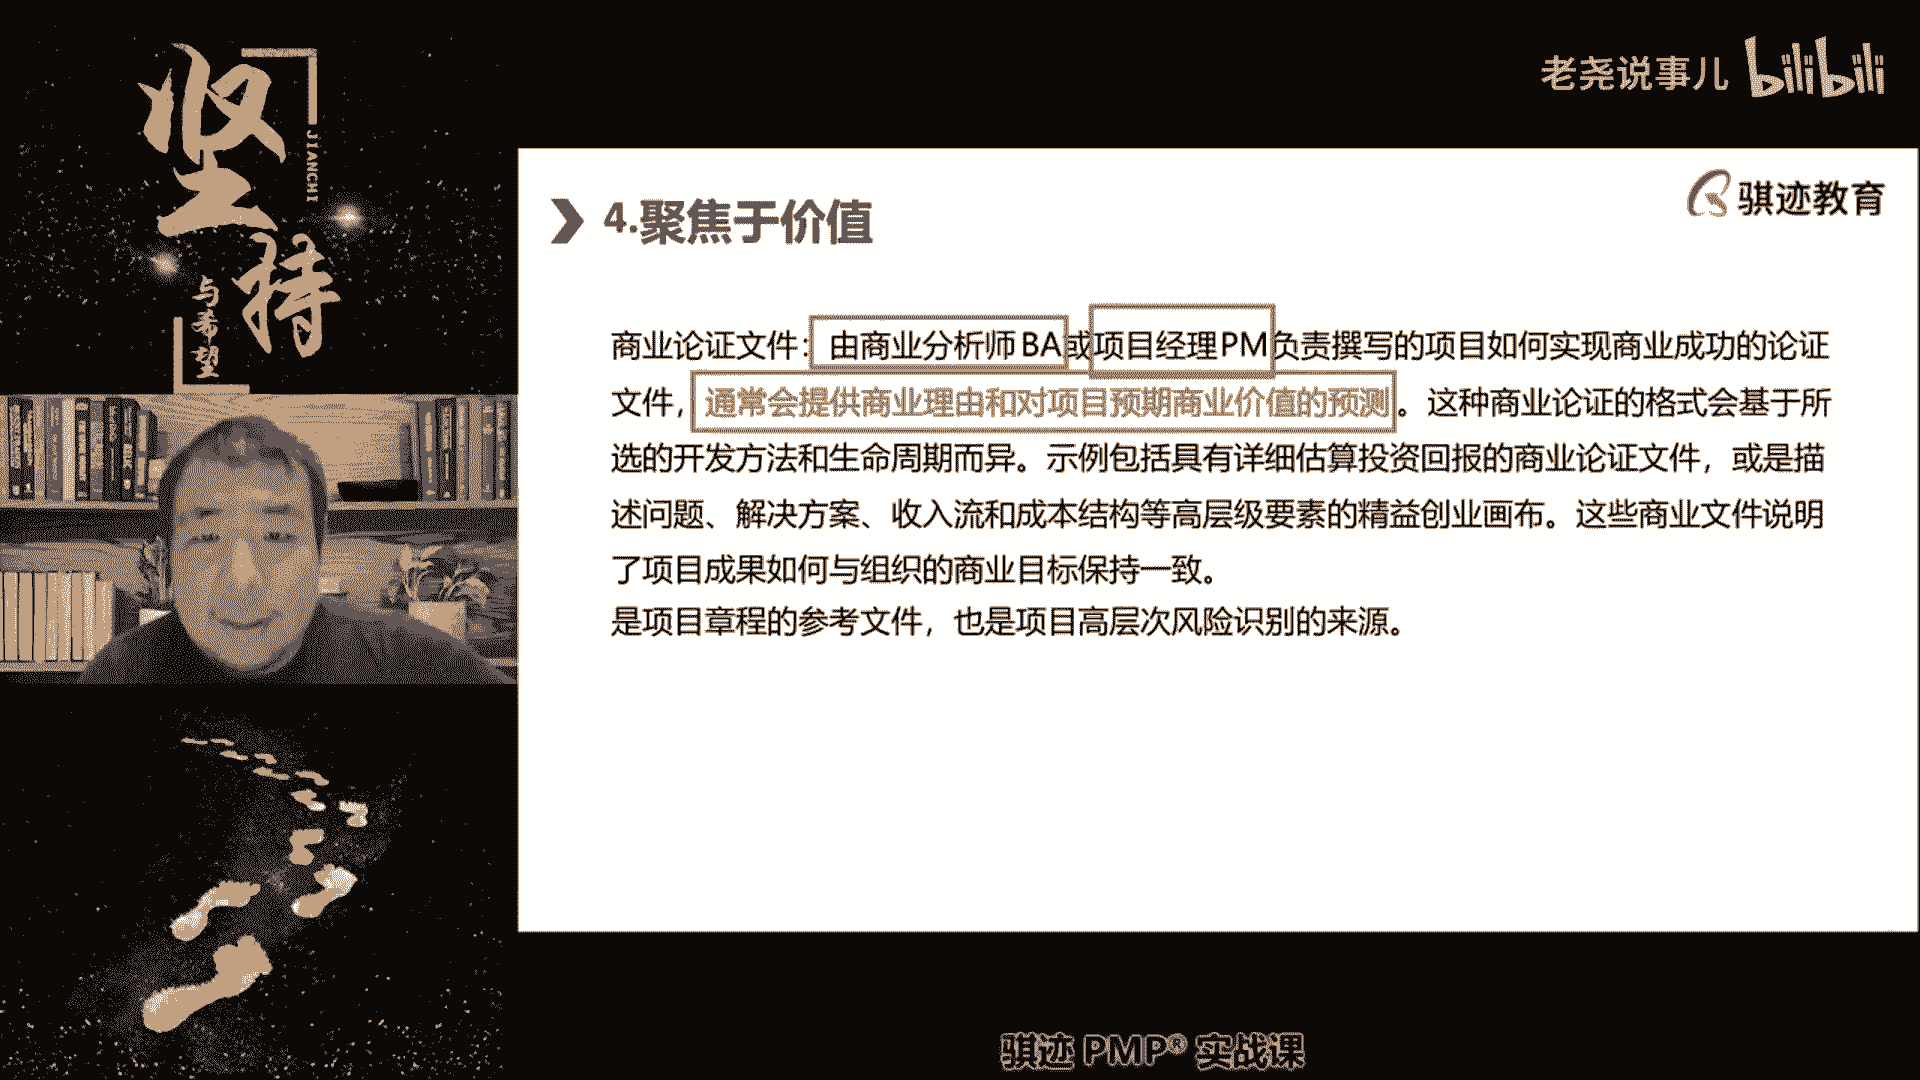 坚持
JIANCHI
与希望
老尧说事儿 bilibili
骐迹教育
4.聚焦于价值
商业论证文件：由商业分析师BA或项目经理PM负责撰写的项目如何实现商业成功的论证
文件，通常会提供商业理由和对项目预期商业价值的预测。这种商业论证的格式会基于所
选的开发方法和生命周期而异。示例包括具有详细估算投资回报的商业论证文件，或是描
述问题、解决方案、收入流和成本结构等高层级要素的精益创业画布。这些商业文件说明
了项目成果如何与组织的商业目标保持一致。
是项目章程的参考文件，也是项目高层次风险识别的来源。
骐迹 PMP® 实战课